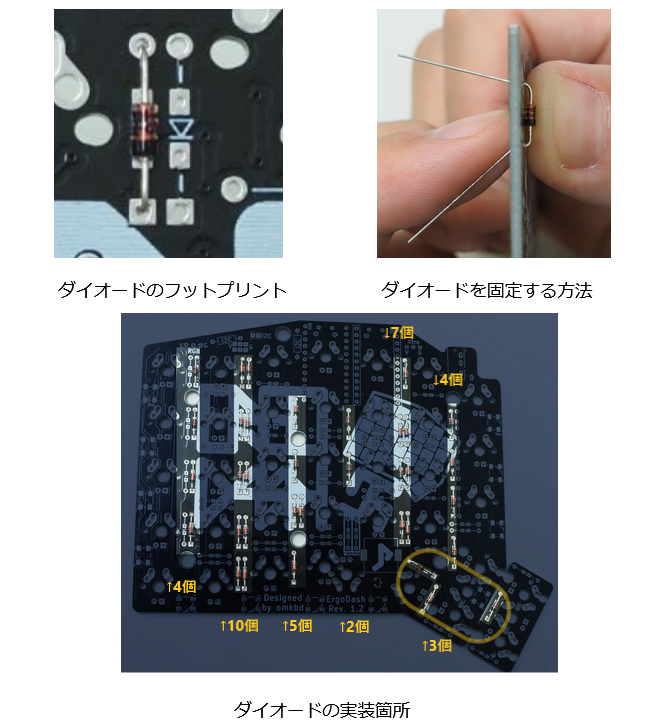 ダイオードのフットプリント
ダイオードを固定する方法
↓7個
↓4個
RGB
↑4個
↑10個
↑5個
↑2個
↑3個
Designed
by omkbd
ErgoDash
Rev. 1.2
ダイオードの実装箇所